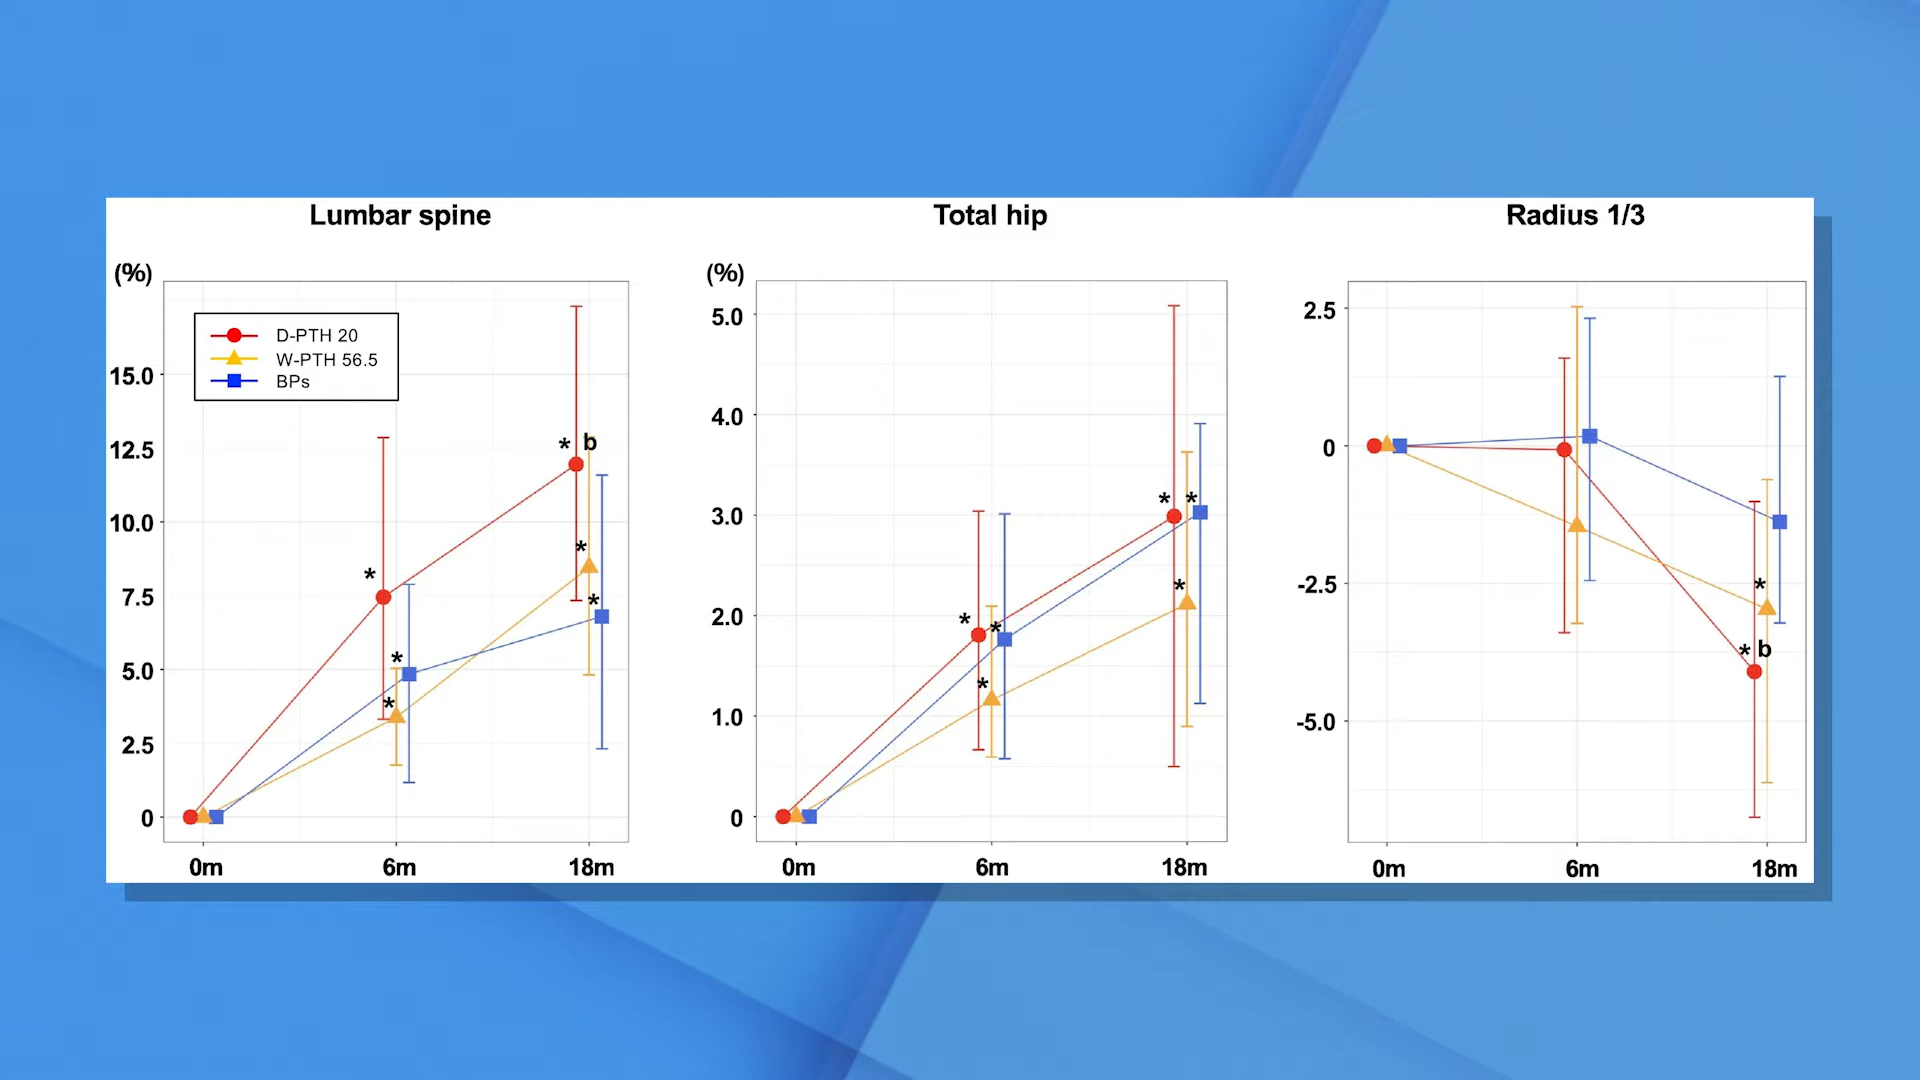 Lumbar spine
(%)
D-PTH 20
W-PTH 56.5
BPs
15.0
12.5
10.0
7.5
5.0
2.5
0
* b
*
*
*
*
*
0m 6m 18m
Total hip
(%)
5.0
4.0
3.0
2.0
1.0
0
* *
*
* *
*
0m 6m 18m
Radius 1/3
2.5
0
-2.5
-5.0
*
* b
0m 6m 18m